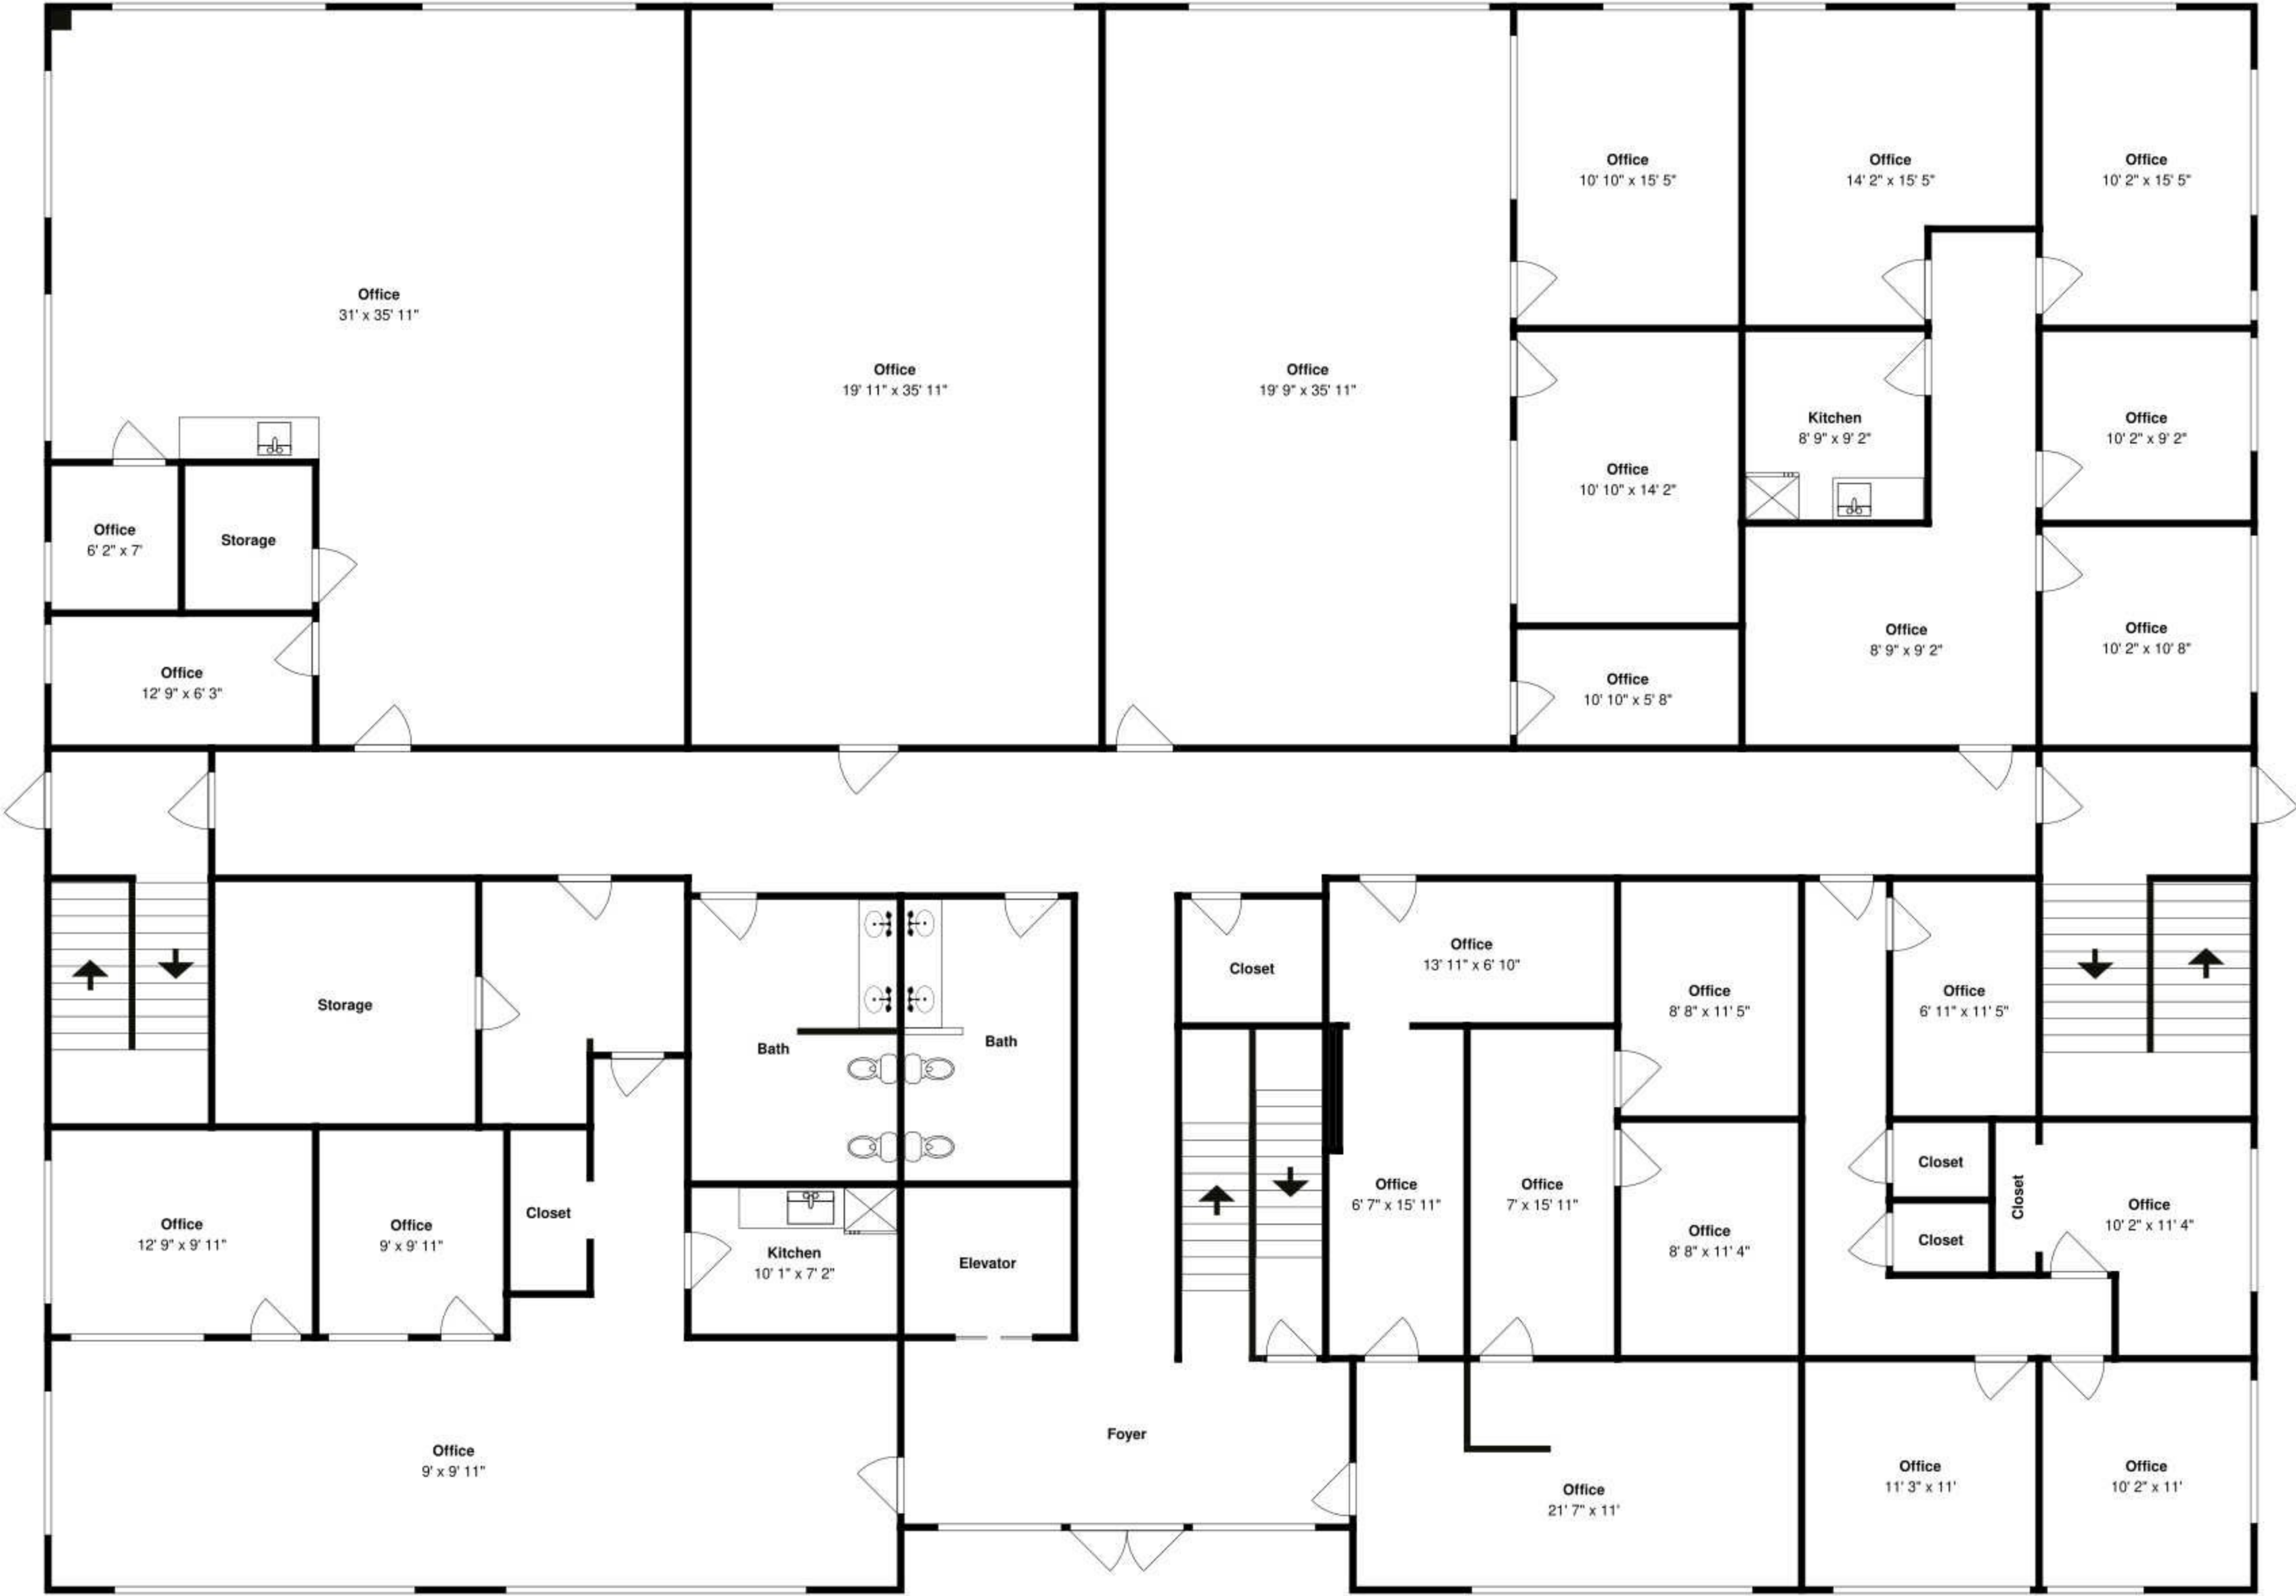 Office
10' 10" x 15' 5"
Office
14' 2" x 15' 5"
Office
10' 2" x 15' 5"
Office
31' x 35' 11"
Office
19' 11" x 35' 11"
Office
19' 9" x 35' 11"
Kitchen
8' 9" x 9' 2"
Office
10' 2" x 9' 2"
Office
10' 10" x 14' 2"
Office
6' 2" x 7'
Storage
Office
8' 9" x 9' 2"
Office
10' 2" x 10' 8"
Office
12' 9" x 6' 3"
Office
10' 10" x 5' 8"
Office
13' 11" x 6' 10"
Closet
Storage
Office
8' 8" x 11' 5"
Office
6' 11" x 11' 5"
Bath
Bath
Closet
Closet
Office
12' 9" x 9' 11"
Office
9' x 9' 11"
Closet
Office
6' 7" x 15' 11"
Office
7' x 15' 11"
Office
10' 2" x 11' 4"
Office
8' 8" x 11' 4"
Closet
Kitchen
10' 1" x 7' 2"
Elevator
Foyer
Office
9' x 9' 11"
Office
21' 7" x 11'
Office
11' 3" x 11'
Office
10' 2" x 11'